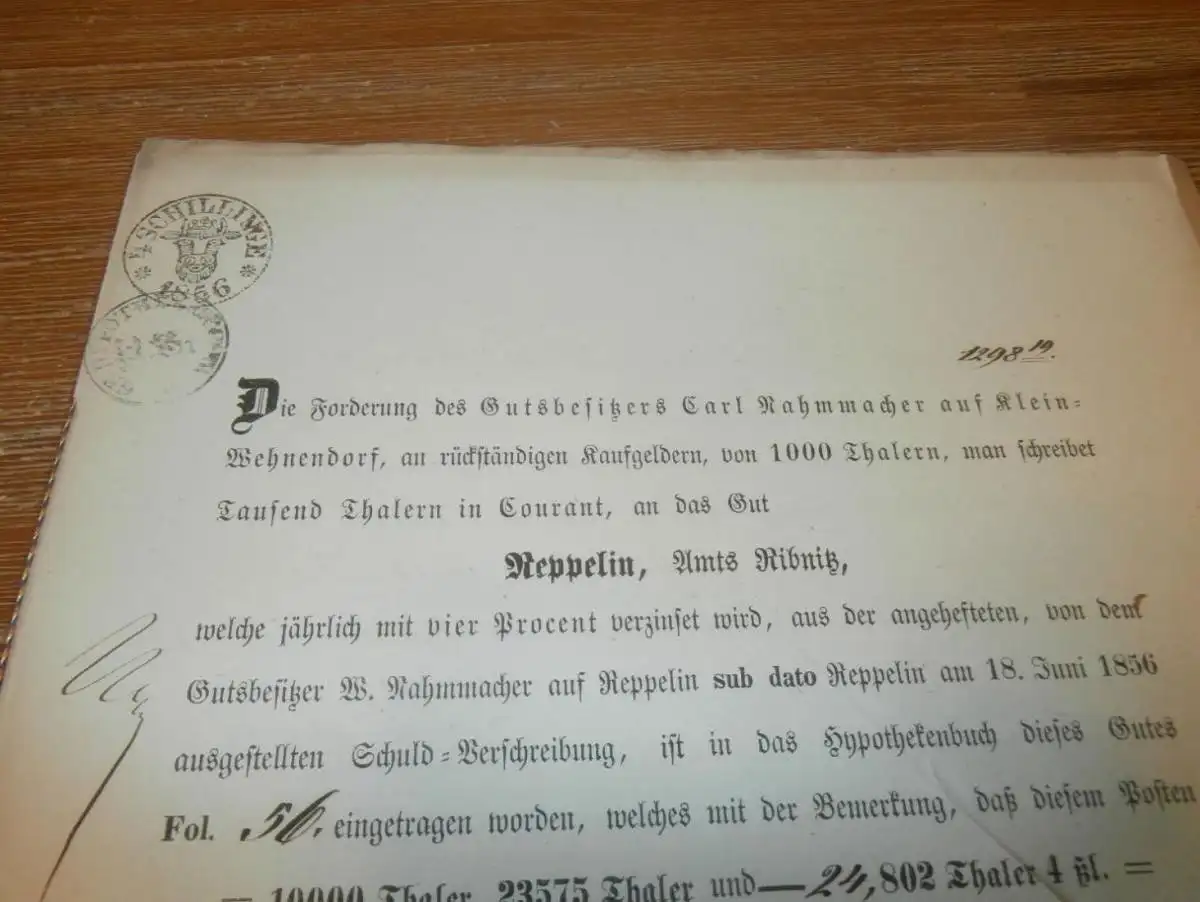 4 SCHILLINGE
1856
1298 19.
Die Forderung des Gutsbesitzers Carl Nahmmacher auf Klein-
Wehnendorf, an rückständigen Kaufgeldern, von 1000 Thalern, man schreibet
Tausend Thalern in Courant, an das Gut
Reppelin, Amts Ribnitz,
welche jährlich mit vier Procent verzinset wird, aus der angehefteten, von dem
Gutsbesitzer W. Nahmmacher auf Reppelin sub dato Reppelin am 18. Juni 1856
ausgestellten Schuld-Verschreibung, ist in das Hypothekenbuch dieses Gutes
Fol. 56. eingetragen worden, welches mit der Bemerkung, daß diesem Posten
= 10000 Thaler, 23575 Thaler und — 24,802 Thaler 4 ßl. =